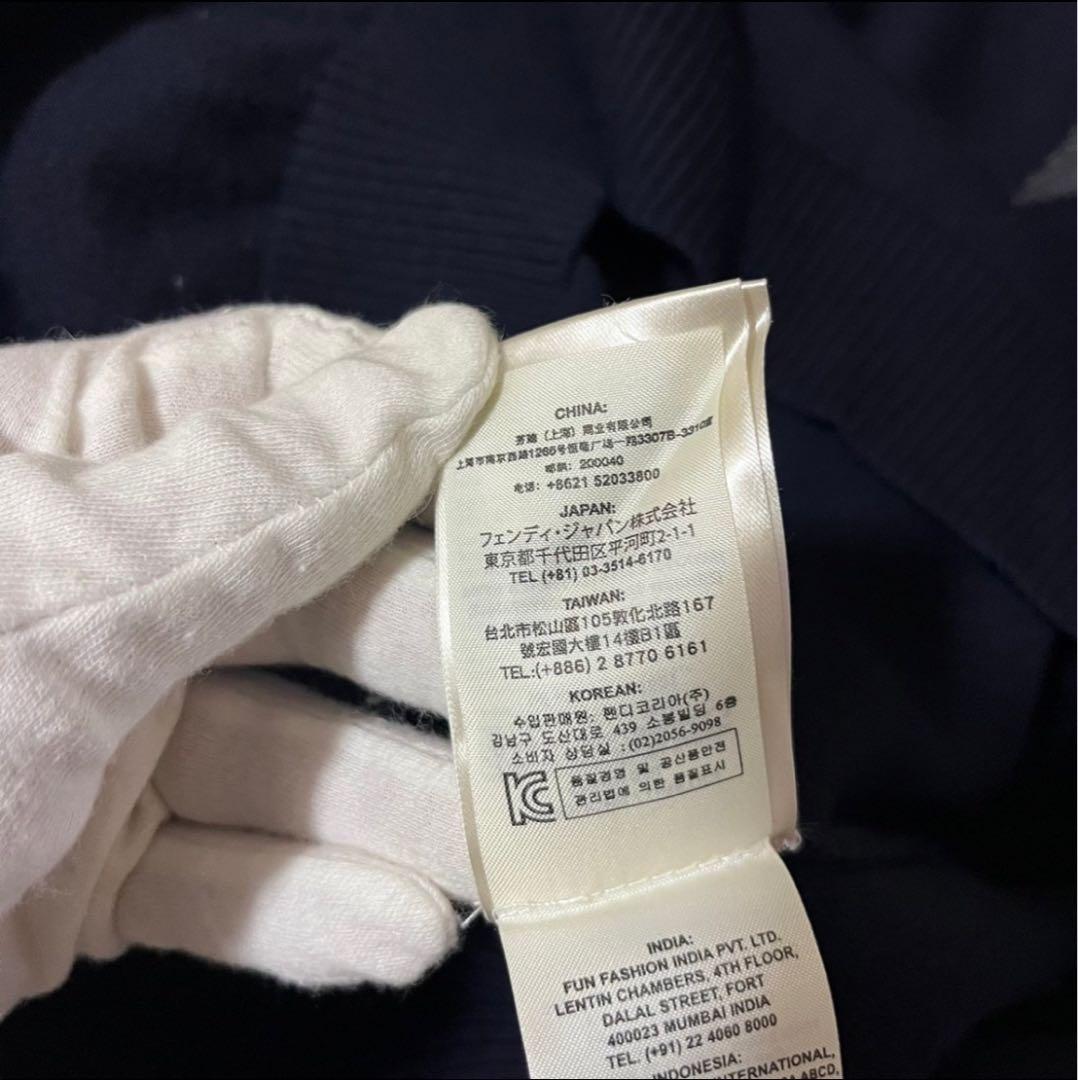 CHINA:
芬迪（上海）商业有限公司
上海市南京西路1266号恒隆广场一期3307B-3310室
邮编：200040
电话：+8621 52033800
JAPAN:
フェンディ・ジャパン株式会社
東京都千代田区平河町2-1-1
TEL (+81) 03-3514-6170
TAIWAN:
台北市松山區105敦化北路167
號宏國大樓14樓B1區
TEL:(+886) 2 8770 6161
KOREAN:
수입판매원: 펜디코리아(주)
강남구 도산대로 439 소봉빌딩 6층
소비자 상담실 :(02)2056-9098
품질경영 및 공산품안전
관리법에 의한 품질표시
INDIA:
FUN FASHION INDIA PVT. LTD.
LENTIN CHAMBERS, 4TH FLOOR,
DALAL STREET, FORT
400023 MUMBAI INDIA
TEL. (+91) 22 4060 8000
INDONESIA:
INTERNATIONAL,